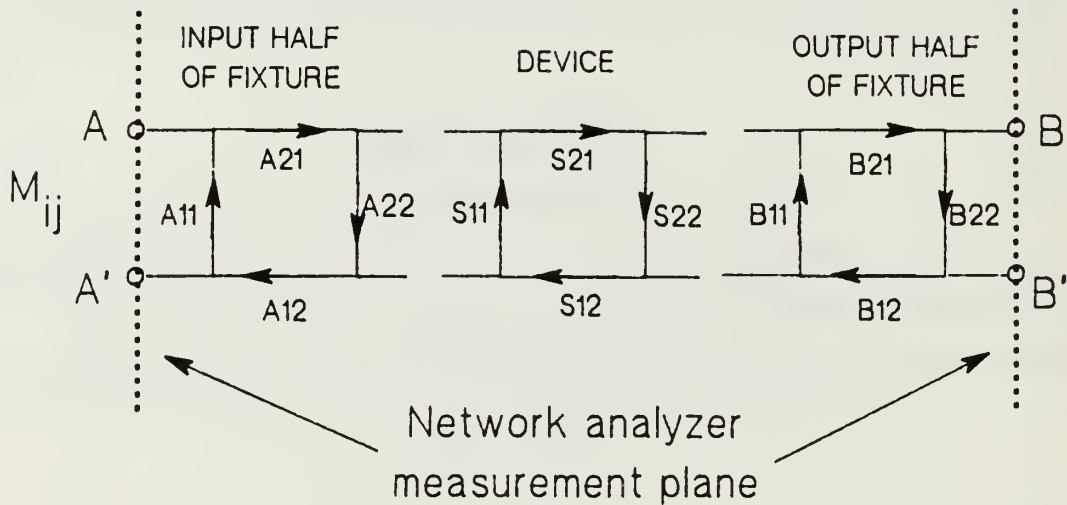 INPUT HALF
OF FIXTURE
DEVICE
OUTPUT HALF
OF FIXTURE
A
B
A21
S21
B21
M_ij
A11
A22
S11
S22
B11
B22
A'
B'
A12
S12
B12
Network analyzer
measurement plane